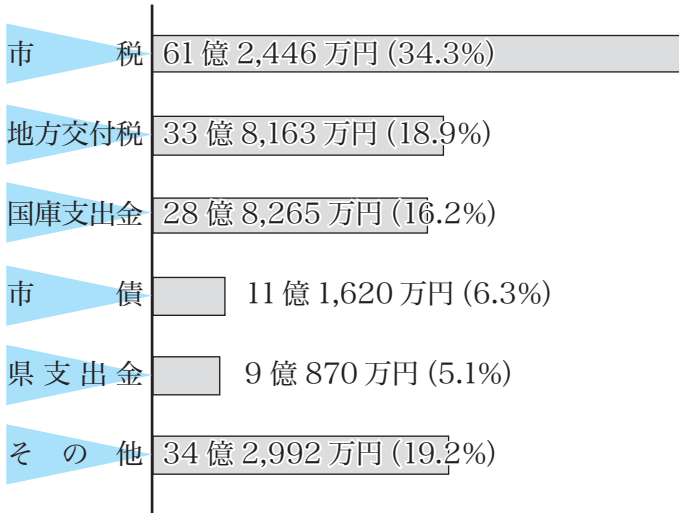 市税 61億2,446万円(34.3%)
地方交付税 33億8,163万円(18.9%)
国庫支出金 28億8,265万円(16.2%)
市債 11億1,620万円(6.3%)
県支出金 9億870万円(5.1%)
その他 34億2,992万円(19.2%)